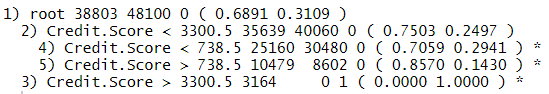 1) root 38803 48100 0 ( 0.6891 0.3109 )
2) Credit.Score < 3300.5 35639 40060 0 ( 0.7503 0.2497 )
4) Credit.Score < 738.5 25160 30480 0 ( 0.7059 0.2941 ) *
5) Credit.Score > 738.5 10479 8602 0 ( 0.8570 0.1430 ) *
3) Credit.Score > 3300.5 3164 0 1 ( 0.0000 1.0000 ) *